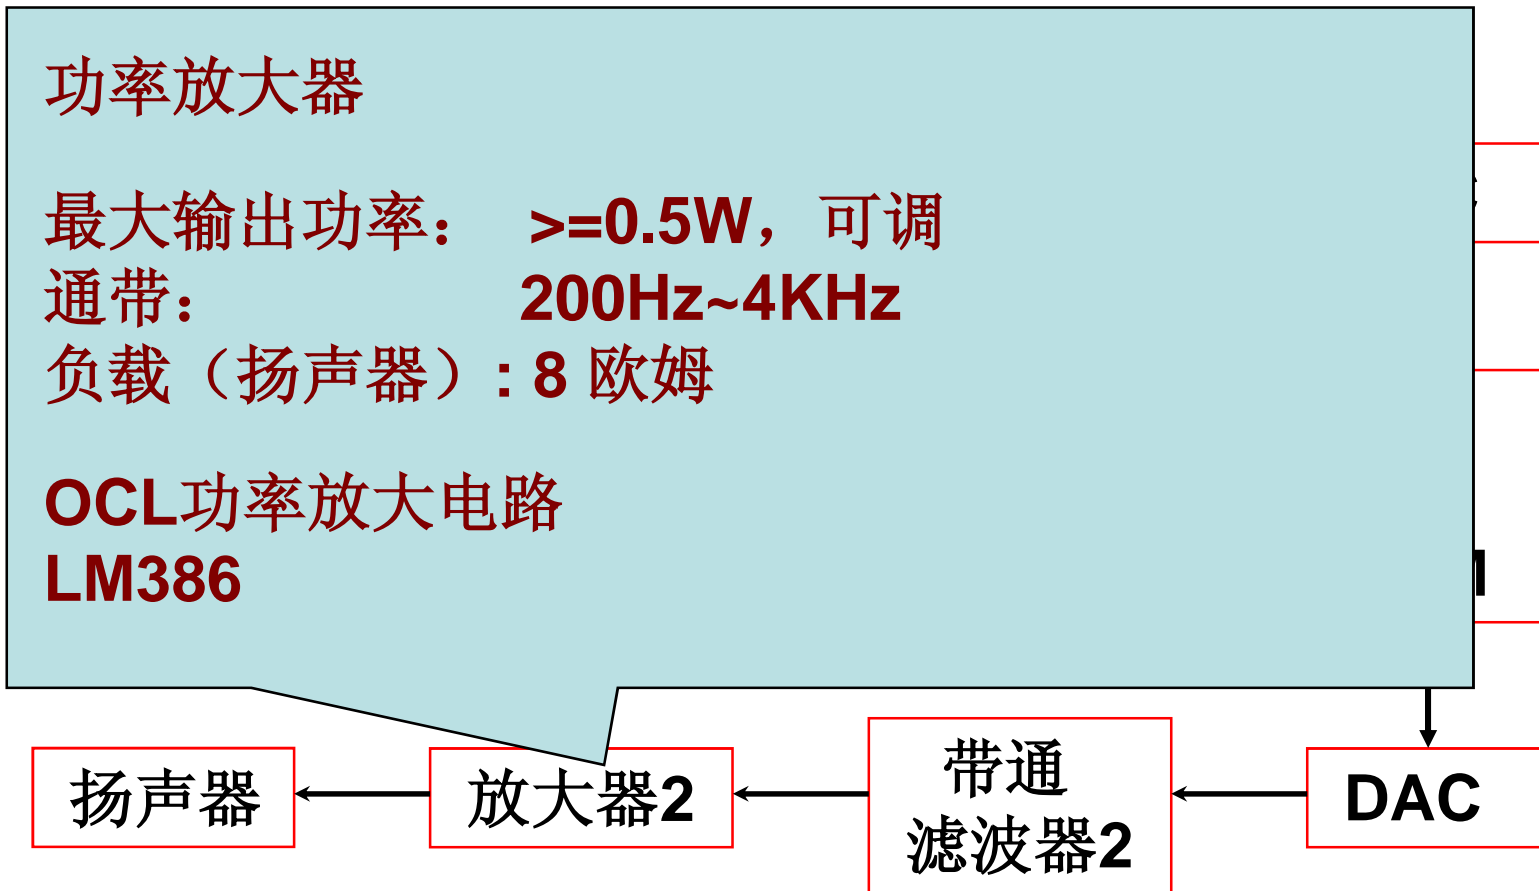 功率放大器
最大输出功率： >=0.5W，可调
通带： 200Hz~4KHz
负载（扬声器）: 8 欧姆
OCL功率放大电路
LM386
扬声器
放大器2
带通
滤波器2
DAC